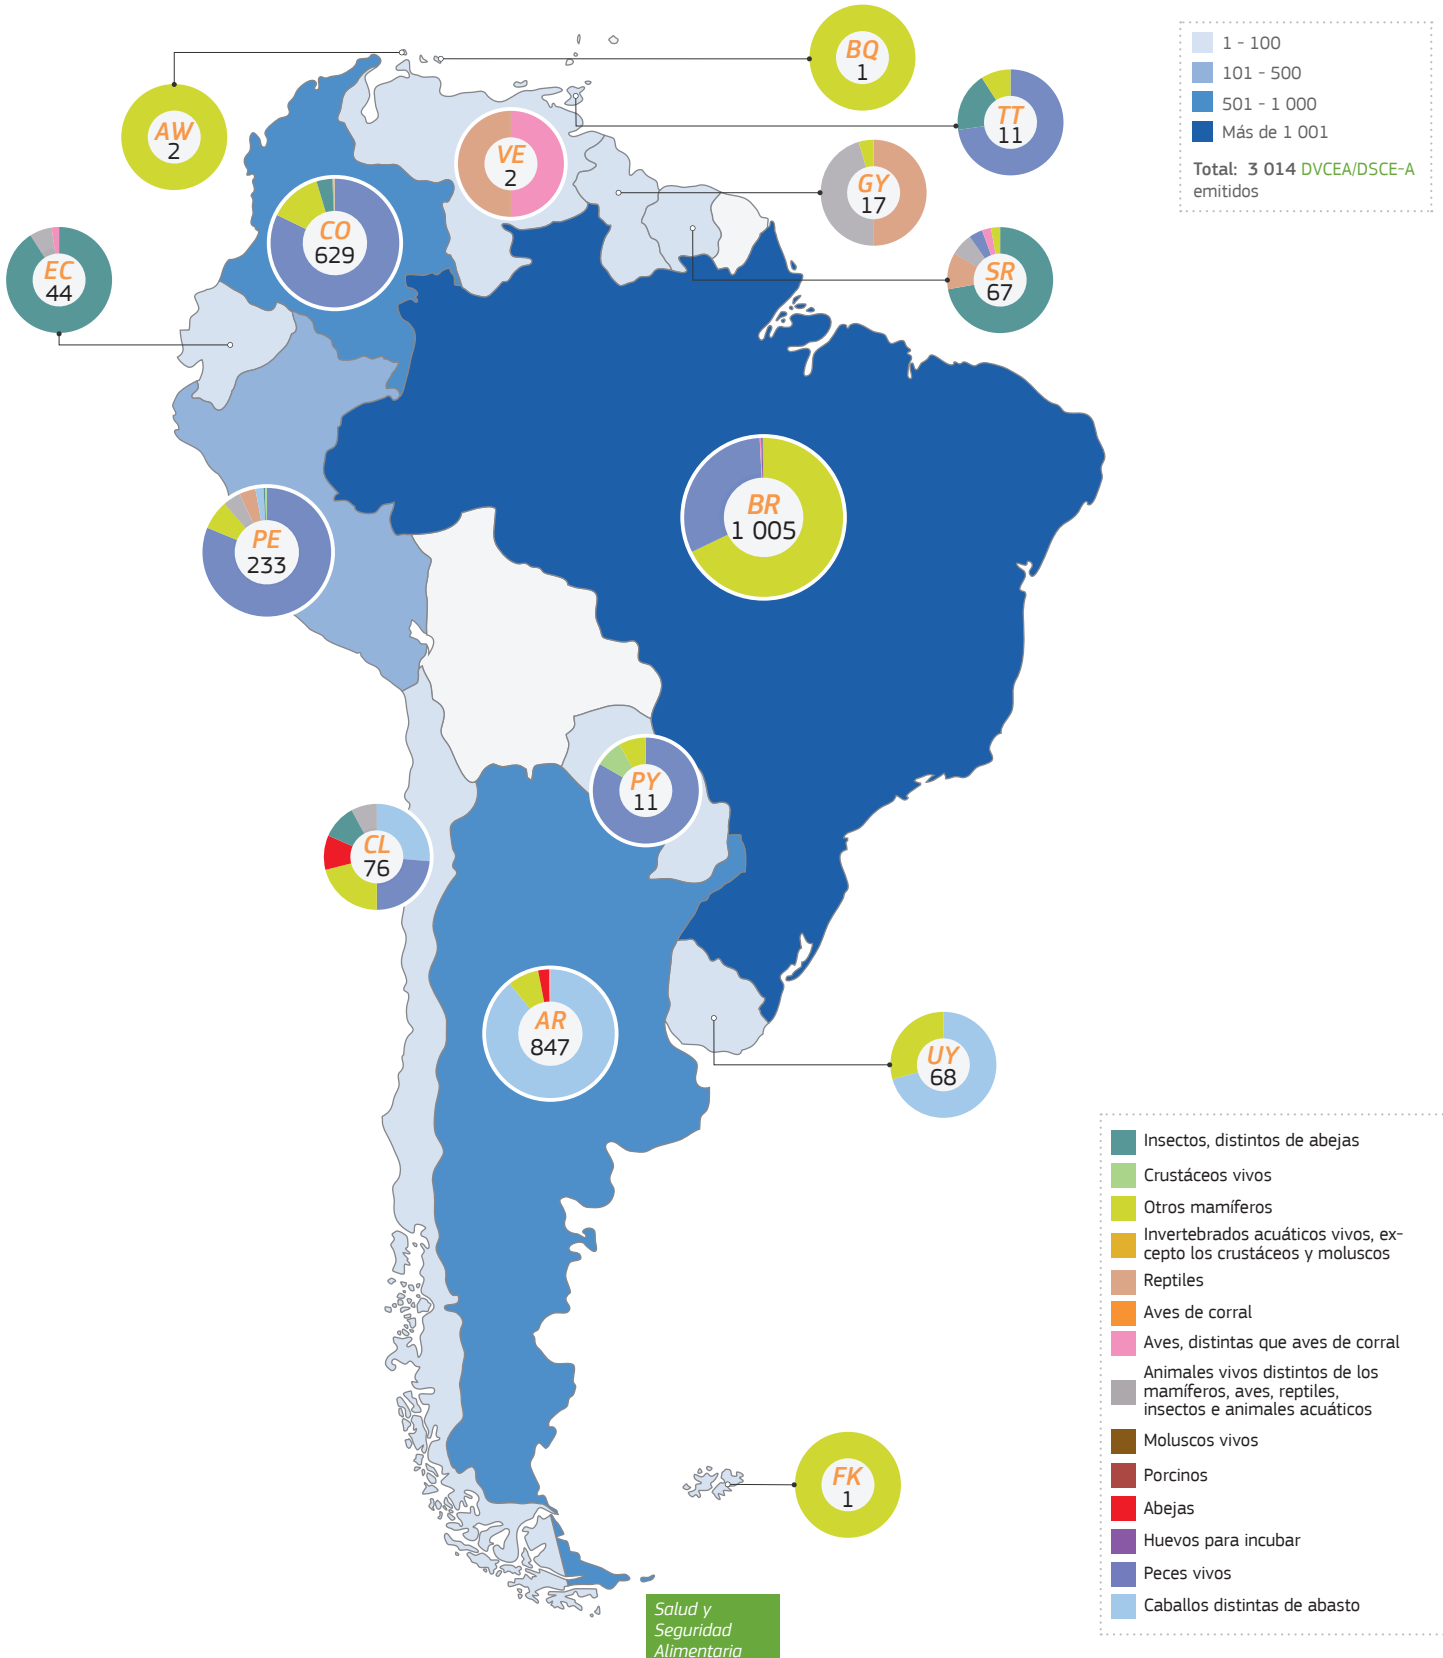 BQ
1
1 - 100
101 - 500
501 - 1 000
Más de 1 001
Total: 3 014 DVCEA/DSCE-A
emitidos
AW
2
TT
11
VE
2
GY
17
CO
629
EC
44
SR
67
BR
1 005
PE
233
PY
11
CL
76
AR
847
UY
68
FK
1
Insectos, distintos de abejas
Crustáceos vivos
Otros mamíferos
Invertebrados acuáticos vivos, ex-
cepto los crustáceos y moluscos
Reptiles
Aves de corral
Aves, distintas que aves de corral
Animales vivos distintos de los
mamíferos, aves, reptiles,
insectos e animales acuáticos
Moluscos vivos
Porcinos
Abejas
Huevos para incubar
Peces vivos
Caballos distintas de abasto
Salud y
Seguridad
Alimentaria